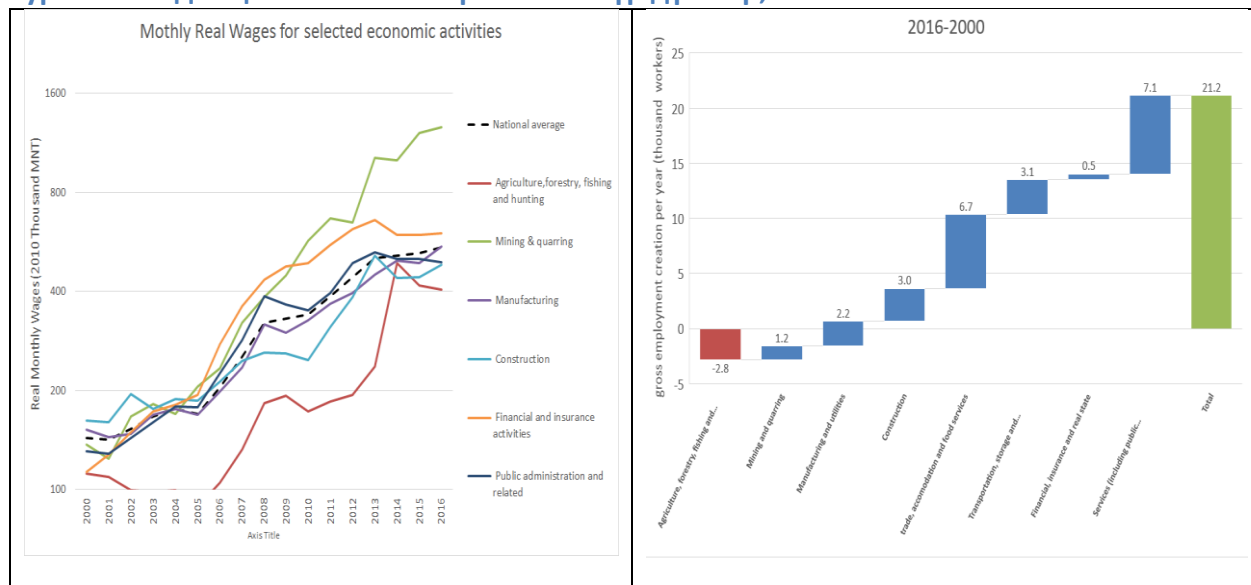 Mothly Real Wages for selected economic activities
Real Monthly Wages (2010 Thousand MNT)
1600
800
400
200
100
2000
2001
2002
2003
2004
2005
2006
2007
2008
2009
2010
2011
2012
2013
2014
2015
2016
Axis Title
National average
Agriculture,forestry, fishing
and hunting
Mining & quarring
Manufacturing
Construction
Financial and insurance
activities
Public administration and
related
2016-2000
gross employment creation per year (thousand workers)
25
20
15
10
5
0
-5
-2.8
1.2
2.2
3.0
6.7
3.1
0.5
7.1
21.2
Agriculture, forestry, fishing and...
Mining and quarring
Manufacturing and utilities
Construction
trade, accomodation and food services
Transportation, storage and...
Financial, insurance and real state
Services (including public...
Total